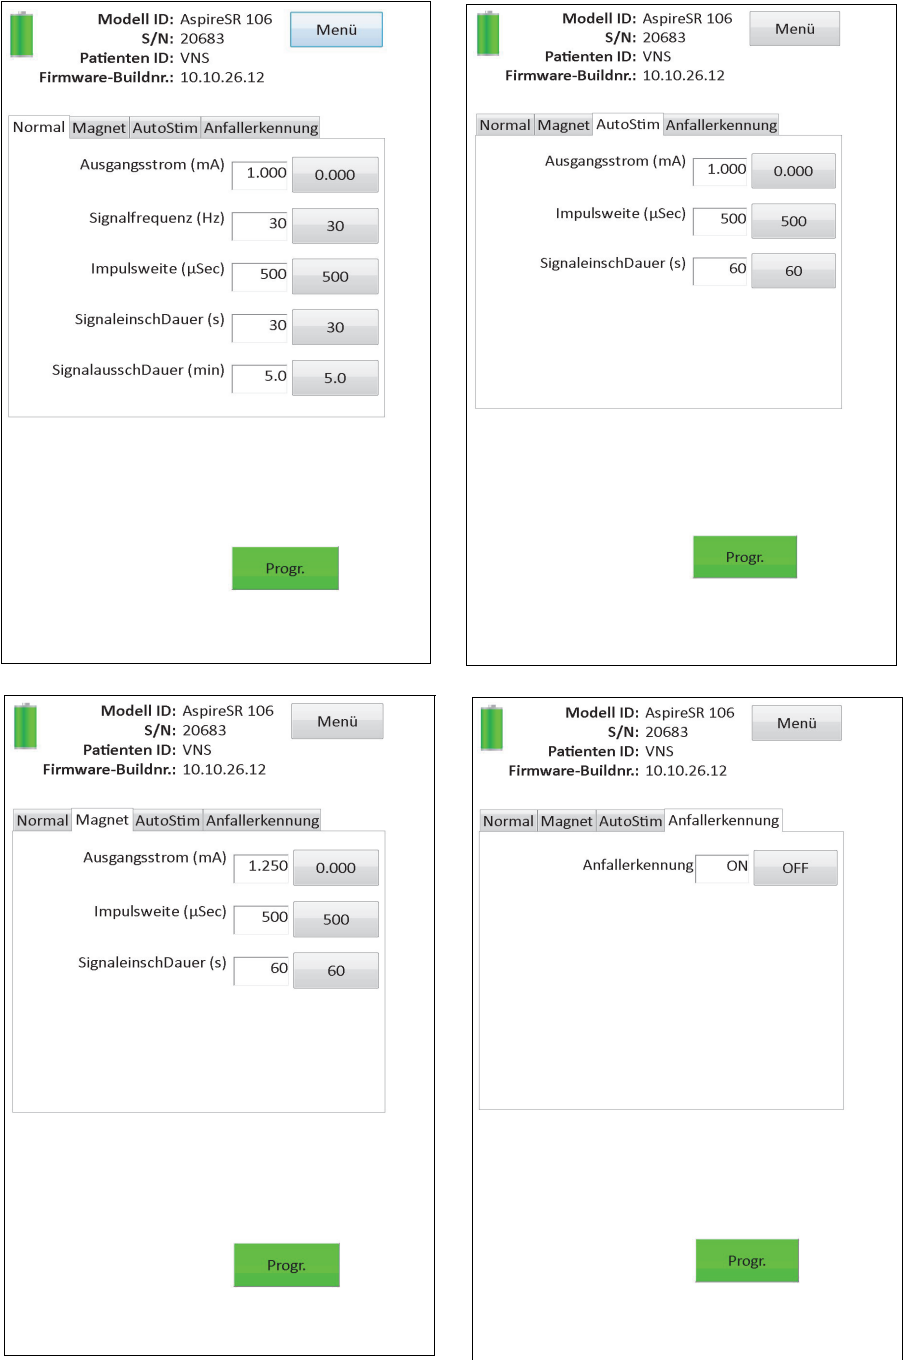 Modell ID: AspireSR 106
S/N: 20683
Patienten ID: VNS
Firmware-Buildnr.: 10.10.26.12
Menü
Normal Magnet AutoStim Anfallerkennung
Ausgangsstrom (mA) 1.000 0.000
Signalfrequenz (Hz) 30 30
Impulsweite (µSec) 500 500
SignaleinschDauer (s) 30 30
SignalausschDauer (min) 5.0 5.0
Progr.
Modell ID: AspireSR 106
S/N: 20683
Patienten ID: VNS
Firmware-Buildnr.: 10.10.26.12
Menü
Normal Magnet AutoStim Anfallerkennung
Ausgangsstrom (mA) 1.000 0.000
Impulsweite (µSec) 500 500
SignaleinschDauer (s) 60 60
Progr.
Modell ID: AspireSR 106
S/N: 20683
Patienten ID: VNS
Firmware-Buildnr.: 10.10.26.12
Menü
Normal Magnet AutoStim Anfallerkennung
Ausgangsstrom (mA) 1.250 0.000
Impulsweite (µSec) 500 500
SignaleinschDauer (s) 60 60
Progr.
Modell ID: AspireSR 106
S/N: 20683
Patienten ID: VNS
Firmware-Buildnr.: 10.10.26.12
Menü
Normal Magnet AutoStim Anfallerkennung
Anfallerkennung ON OFF
Progr.